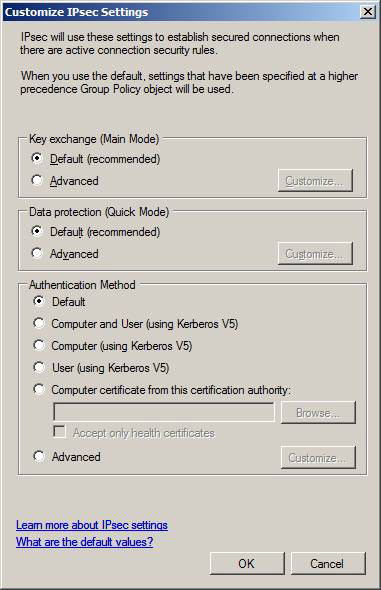 Customize IPsec Settings
IPsec will use these settings to establish secured connections when
there are active connection security rules.
When you use the default, settings that have been specified at a higher
precedence Group Policy object will be used.
Key exchange (Main Mode)
Default (recommended)
Advanced
Customize...
Data protection (Quick Mode)
Default (recommended)
Advanced
Customize...
Authentication Method
Default
Computer and User (using Kerberos V5)
Computer (using Kerberos V5)
User (using Kerberos V5)
Computer certificate from this certification authority:
Browse...
Accept only health certificates
Advanced
Customize...
Learn more about IPsec settings
What are the default values?
OK
Cancel